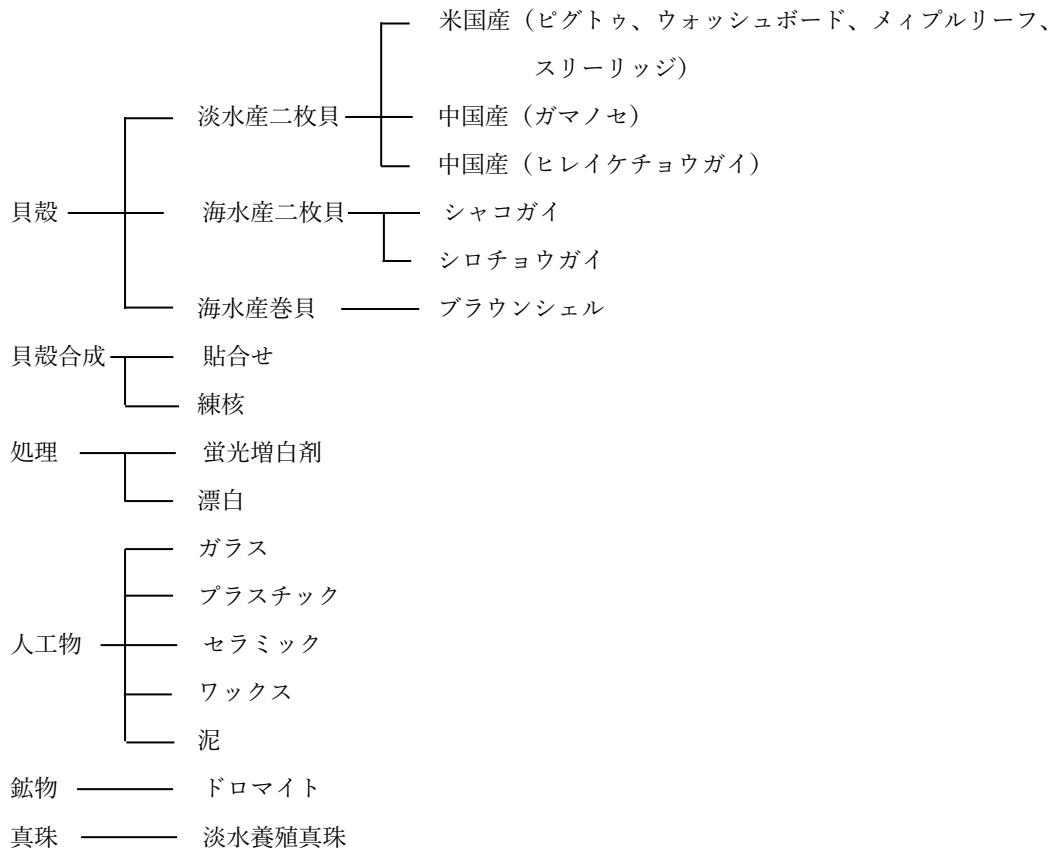 米国産（ピグトゥ、ウォッシュボード、メィプルリーフ、
スリーリッジ）
淡水産二枚貝
中国産（ガマノセ）
中国産（ヒレイケチョウガイ）
貝殻
海水産二枚貝
シャコガイ
シロチョウガイ
海水産巻貝
ブラウンシェル
貝殻合成
貼合せ
練核
処理
蛍光増白剤
漂白
ガラス
プラスチック
人工物
セラミック
ワックス
泥
鉱物
ドロマイト
真珠
淡水養殖真珠